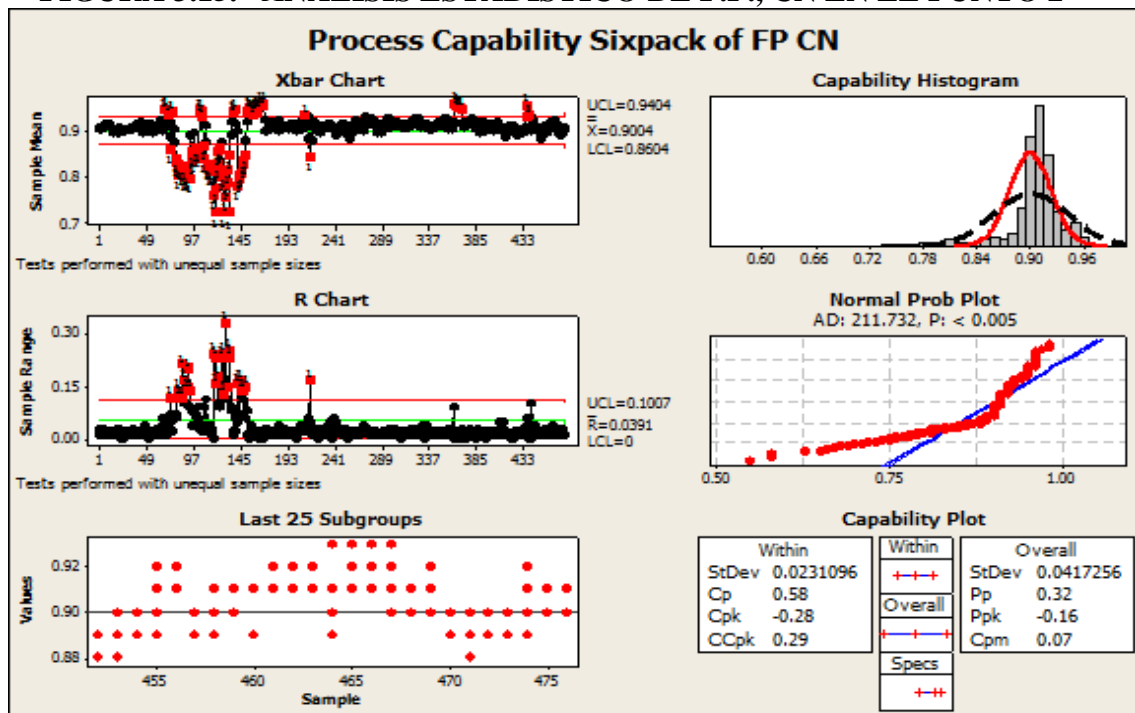 Process Capability Sixpack of FP CN
Xbar Chart
Sample Mean
0.9
0.8
0.7
1 49 97 145 193 241 289 337 385 433
UCL=0.9404
X=0.9004
LCL=0.8604
Tests performed with unequal sample sizes
Capability Histogram
0.60 0.66 0.72 0.78 0.84 0.90 0.96
R Chart
Sample Range
0.30
0.15
0.00
1 49 97 145 193 241 289 337 385 433
UCL=0.1007
R=0.0391
LCL=0
Tests performed with unequal sample sizes
Normal Prob Plot
AD: 211.732, P: < 0.005
0.50 0.75 1.00
Last 25 Subgroups
Values
0.92
0.90
0.88
455 460 465 470 475
Sample
Capability Plot
Within
StDev 0.0231096
Cp 0.58
Cpk -0.28
CCpk 0.29
Within
Overall
Specs
Overall
StDev 0.0417256
Pp 0.32
Ppk -0.16
Cpm 0.07